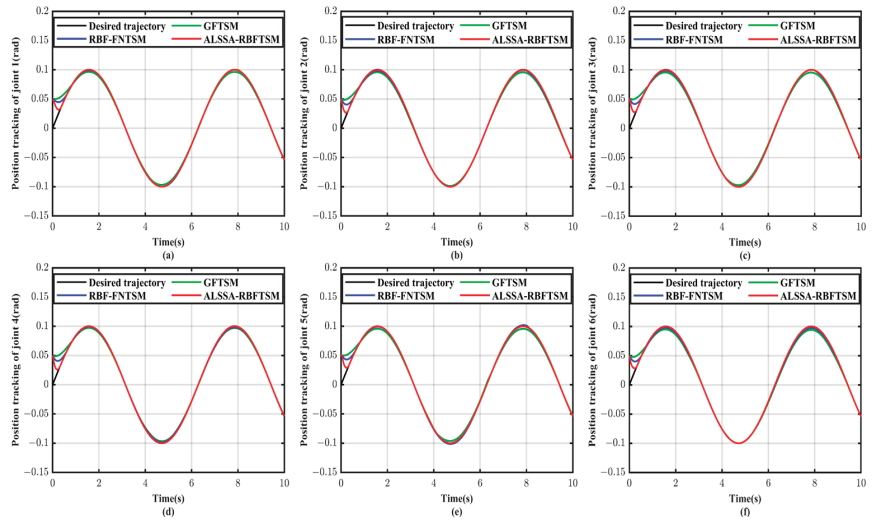 Position tracking of joint 1(rad)
0.2
0.15
0.1
0.05
0
−0.05
−0.1
−0.15
Desired trajectory GFTSM
RBF-FNTSM ALSSA-RBFTSM
0 2 4 6 8 10
Time(s)
(a)
Position tracking of joint 2(rad)
0.2
0.15
0.1
0.05
0
−0.05
−0.1
−0.15
Desired trajectory GFTSM
RBF-FNTSM ALSSA-RBFTSM
0 2 4 6 8 10
Time(s)
(b)
Position tracking of joint 3(rad)
0.2
0.15
0.1
0.05
0
−0.05
−0.1
−0.15
Desired trajectory GFTSM
RBF-FNTSM ALSSA-RBFTSM
0 2 4 6 8 10
Time(s)
(c)
Position tracking of joint 4(rad)
0.2
0.15
0.1
0.05
0
−0.05
−0.1
−0.15
Desired trajectory GFTSM
RBF-FNTSM ALSSA-RBFTSM
0 2 4 6 8 10
Time(s)
(d)
Position tracking of joint 5(rad)
0.2
0.15
0.1
0.05
0
−0.05
−0.1
−0.15
Desired trajectory GFTSM
RBF-FNTSM ALSSA-RBFTSM
0 2 4 6 8 10
Time(s)
(e)
Position tracking of joint 6(rad)
0.2
0.15
0.1
0.05
0
−0.05
−0.1
−0.15
Desired trajectory GFTSM
RBF-FNTSM ALSSA-RBFTSM
0 2 4 6 8 10
Time(s)
(f)